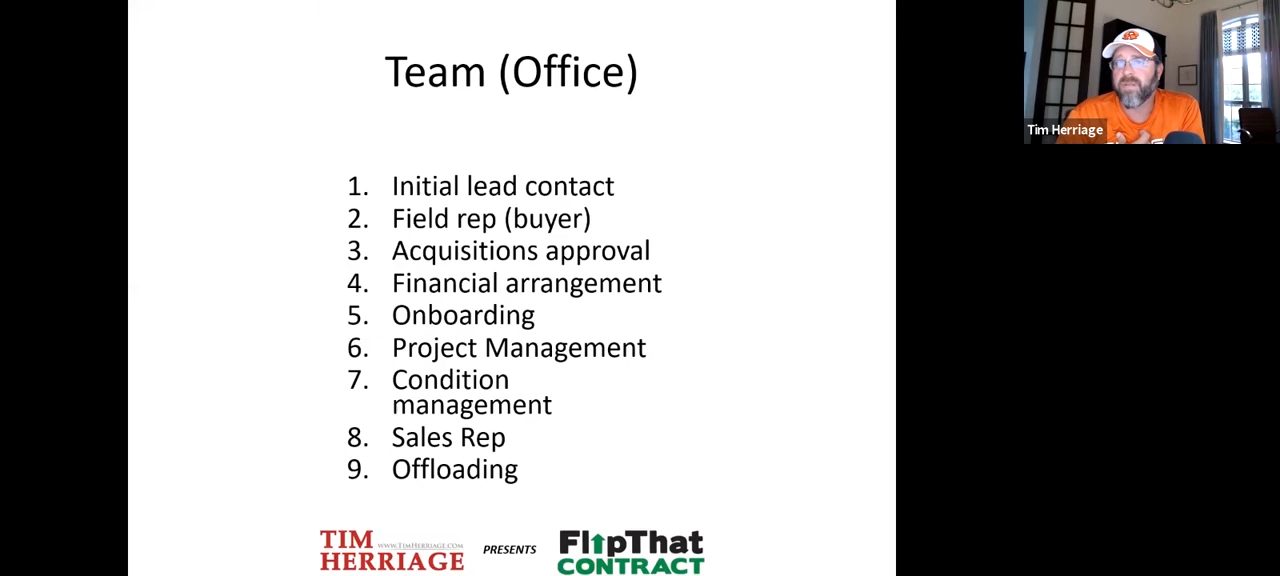 Team (Office)
Tim Herriage
1. Initial lead contact
2. Field rep (buyer)
3. Acquisitions approval
4. Financial arrangement
5. Onboarding
6. Project Management
7. Condition
management
8. Sales Rep
9. Offloading
TIM
WWW.TIMHERRIAGE.COM
HERRIAGE
PRESENTS
FlipThat
CONTRACT